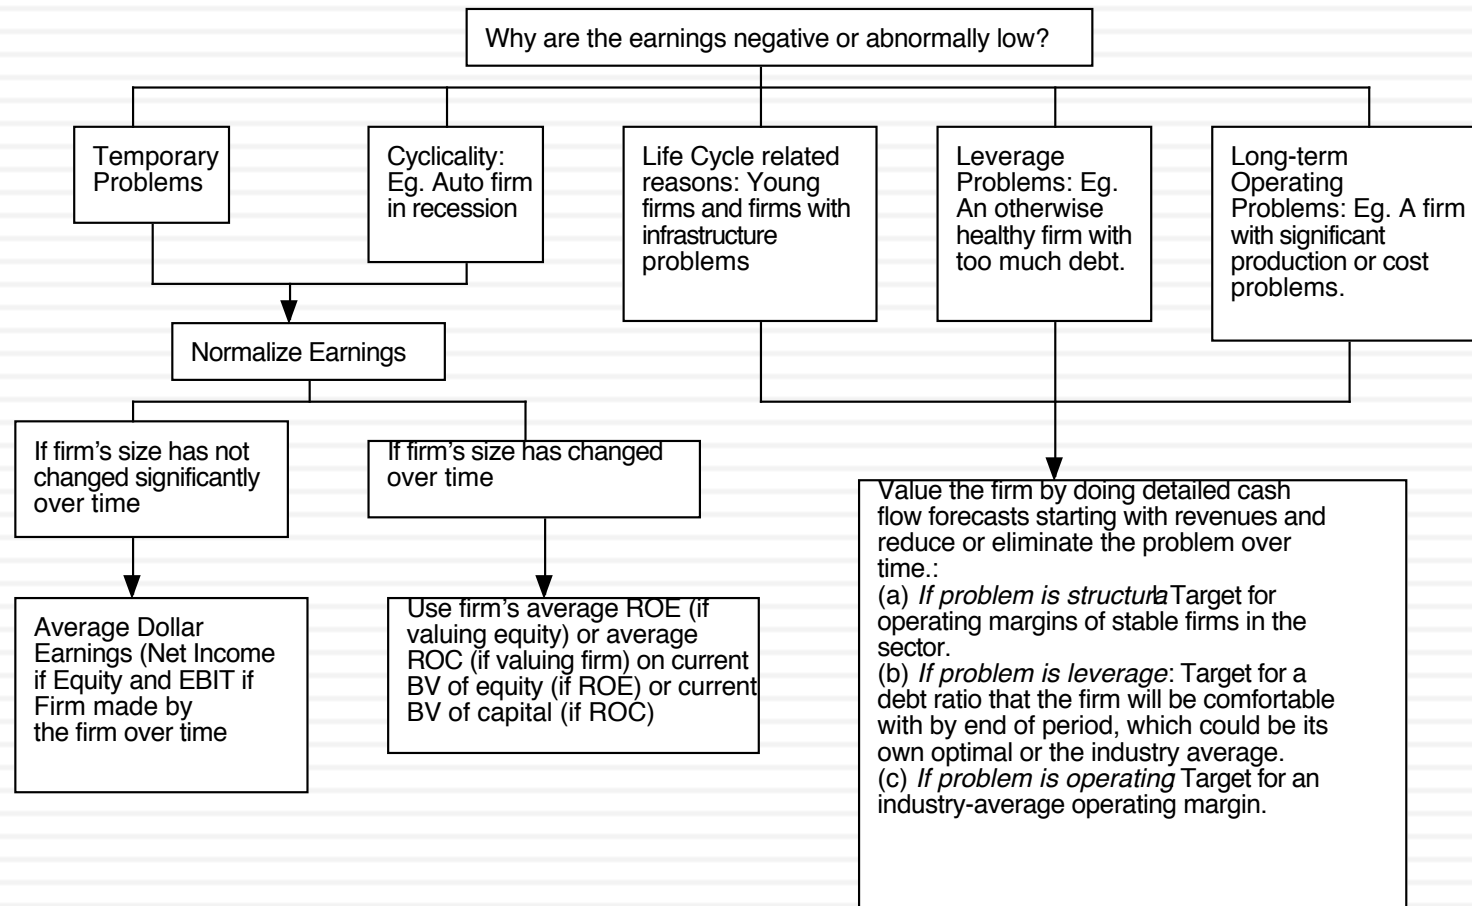 Why are the earnings negative or abnormally low?
Temporary
Problems
Cyclicality:
Eg. Auto firm
in recession
Life Cycle related
reasons: Young
firms and firms with
infrastructure
problems
Leverage
Problems: Eg.
An otherwise
healthy firm with
too much debt.
Long-term
Operating
Problems: Eg. A firm
with significant
production or cost
problems.
Normalize Earnings
If firm’s size has not
changed significantly
over time
If firm’s size has changed
over time
Average Dollar
Earnings (Net Income
if Equity and EBIT if
Firm made by
the firm over time
Use firm’s average ROE (if
valuing equity) or average
ROC (if valuing firm) on current
BV of equity (if ROE) or current
BV of capital (if ROC)
Value the firm by doing detailed cash
flow forecasts starting with revenues and
reduce or eliminate the problem over
time.:
(a) If problem is structural: Target for
operating margins of stable firms in the
sector.
(b) If problem is leverage: Target for a
debt ratio that the firm will be comfortable
with by end of period, which could be its
own optimal or the industry average.
(c) If problem is operating Target for an
industry-average operating margin.